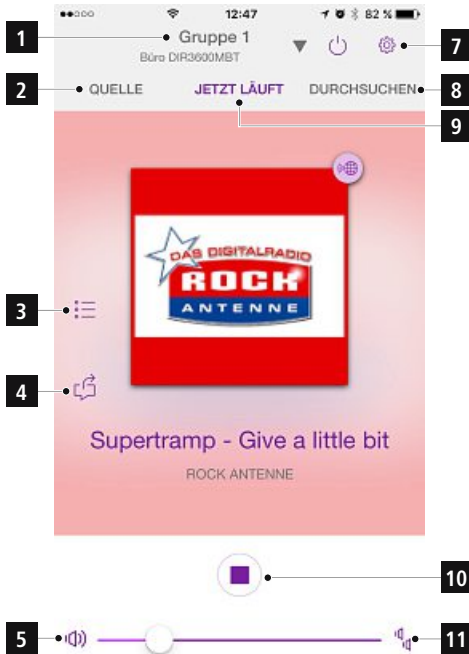 12:47
82 %
1
Gruppe 1
7
Büro DIR3600MBT
2
QUELLE
JETZT LÄUFT
DURCHSUCHEN
8
9
DAS DIGITALRADIO
ROCK
ANTENNE
3
4
Supertramp - Give a little bit
ROCK ANTENNE
10
5
11